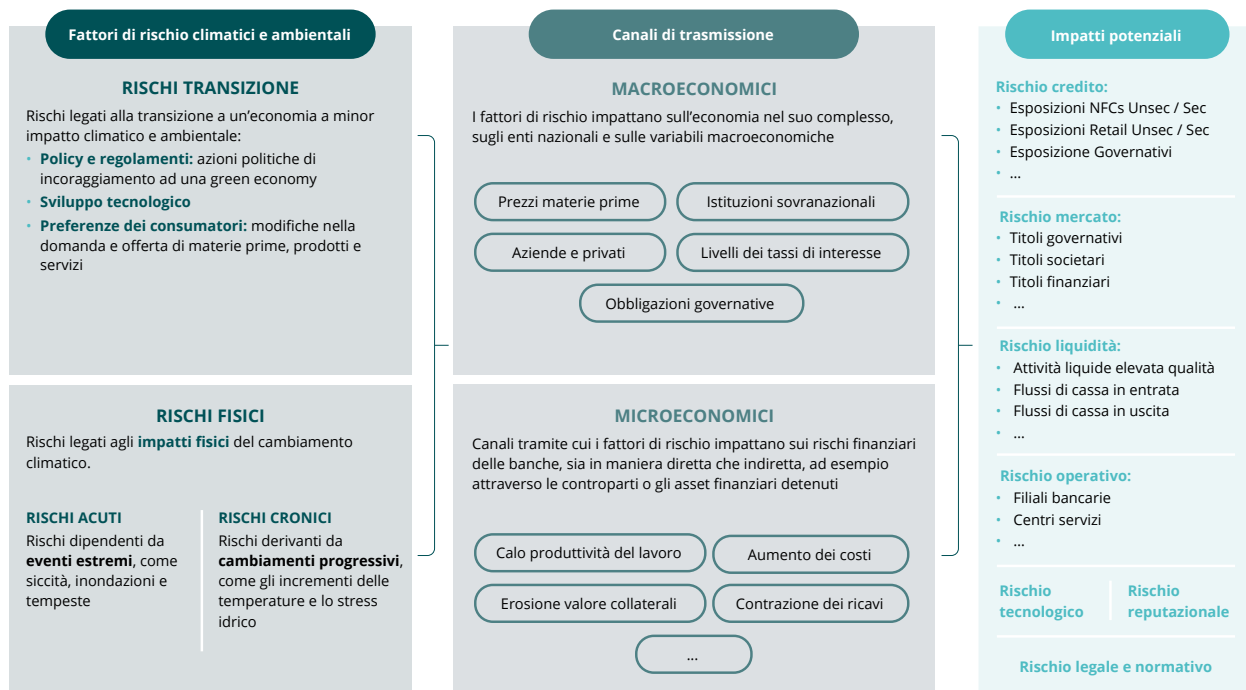 Fattori di rischio climatici e ambientali
RISCHI TRANSIZIONE
Rischi legati alla transizione a un'economia a minor
impatto climatico e ambientale:
• Policy e regolamenti: azioni politiche di
incoraggiamento ad una green economy
• Sviluppo tecnologico
• Preferenze dei consumatori: modifiche nella
domanda e offerta di materie prime, prodotti e
servizi
RISCHI FISICI
Rischi legati agli impatti fisici del cambiamento
climatico.
RISCHI ACUTI
Rischi dipendenti da
eventi estremi, come
siccità, inondazioni e
tempeste
RISCHI CRONICI
Rischi derivanti da
cambiamenti progressivi,
come gli incrementi delle
temperature e lo stress
idrico
Canali di trasmissione
MACROECONOMICI
I fattori di rischio impattano sull'economia nel suo complesso,
sugli enti nazionali e sulle variabili macroeconomiche
Prezzi materie prime
Istituzioni sovranazionali
Aziende e privati
Livelli dei tassi di interesse
Obbligazioni governative
MICROECONOMICI
Canali tramite cui i fattori di rischio impattano sui rischi finanziari
delle banche, sia in maniera diretta che indiretta, ad esempio
attraverso le controparti o gli asset finanziari detenuti
Calo produttività del lavoro
Aumento dei costi
Erosione valore collaterali
Contrazione dei ricavi
...
Impatti potenziali
Rischio credito:
• Esposizioni NFCs Unsec / Sec
• Esposizioni Retail Unsec / Sec
• Esposizione Governativi
• ...
Rischio mercato:
• Titoli governativi
• Titoli societari
• Titoli finanziari
• ...
Rischio liquidità:
• Attività liquide elevata qualità
• Flussi di cassa in entrata
• Flussi di cassa in uscita
• ...
Rischio operativo:
• Filiali bancarie
• Centri servizi
• ...
Rischio
tecnologico
Rischio
reputazionale
Rischio legale e normativo